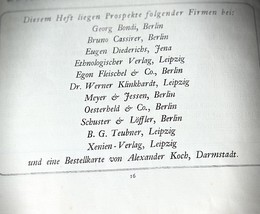 Diesem Heft liegen Prospekte folgender Firmen bei:
Georg Bondi, Berlin
Bruno Cassirer, Berlin
Eugen Diederichs, Jena
Ethnologischer Verlag, Leipzig
Egon Fleischel & Co., Berlin
Dr. Werner Klinkhardt, Leipzig
Meyer & Jessen, Berlin
Oesterheld & Co., Berlin
Schuster & Löffler, Berlin
B. G. Teubner, Leipzig
Xenien-Verlag, Leipzig
und eine Bestellkarte von Alexander Koch, Darmstadt.
16